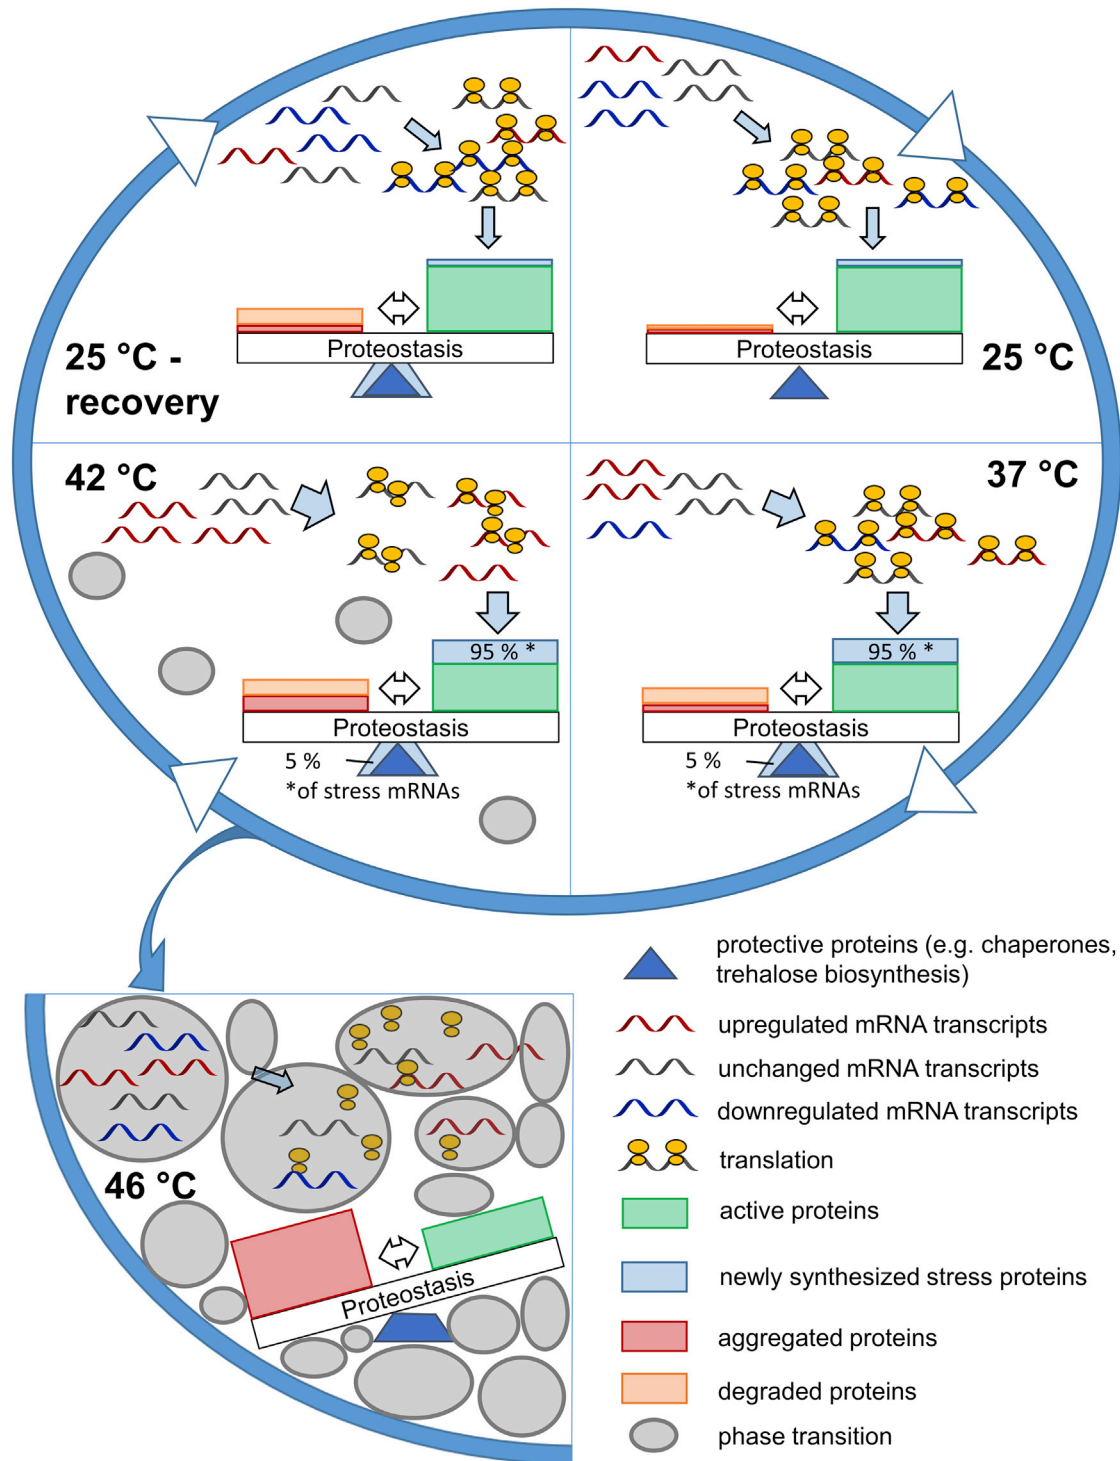 Proteostasis
25 °C -
recovery
Proteostasis
25 °C
42 °C
95 % *
Proteostasis
5 %
*of stress mRNAs
37 °C
95 % *
Proteostasis
5 %
*of stress mRNAs
46 °C
Proteostasis
protective proteins (e.g. chaperones,
trehalose biosynthesis)
upregulated mRNA transcripts
unchanged mRNA transcripts
downregulated mRNA transcripts
translation
active proteins
newly synthesized stress proteins
aggregated proteins
degraded proteins
phase transition